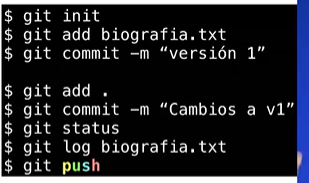 $ git init
$ git add biografia.txt
$ git commit –m “versión 1”
$ git add .
$ git commit –m “Cambios a v1”
$ git status
$ git log biografia.txt
$ git push